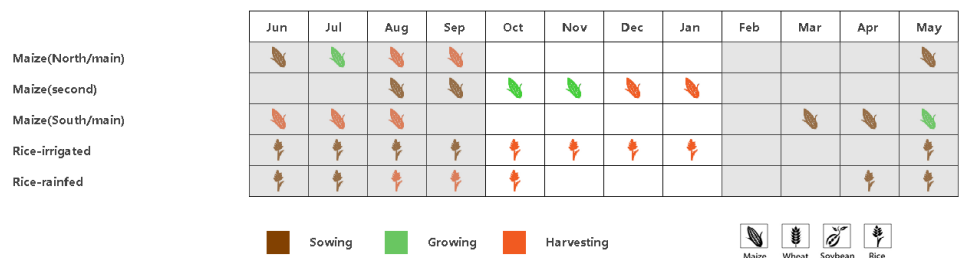 Jun Jul Aug Sep Oct Nov Dec Jan Feb Mar Apr May
Maize(North/main)
Maize(second)
Maize(South/main)
Rice-irrigated
Rice-rainfed
Sowing Growing Harvesting
Maize Wheat Soybean Rice